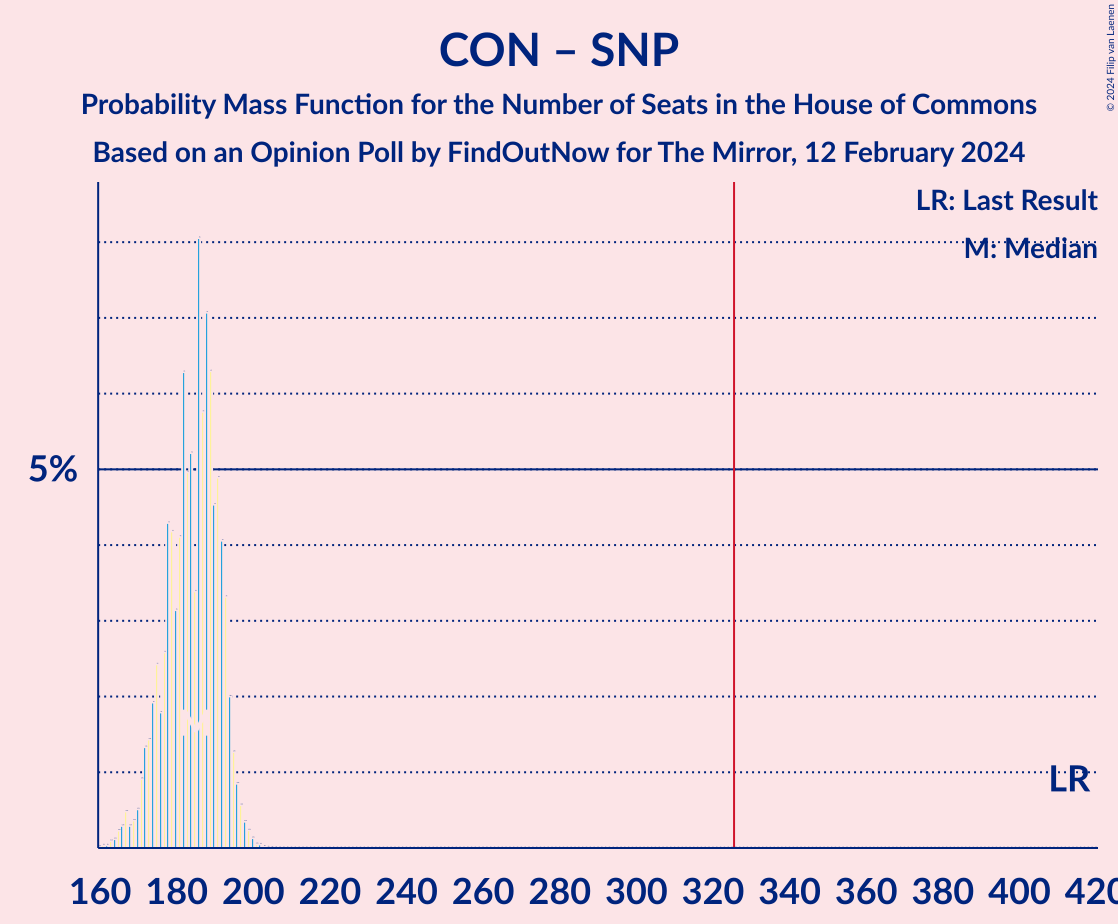 CON – SNP
Probability Mass Function for the Number of Seats in the House of Commons
Based on an Opinion Poll by FindOutNow for The Mirror, 12 February 2024
© 2024 Filip van Laenen
LR: Last Result
M: Median
5%
LR
160 180 200 220 240 260 280 300 320 340 360 380 400 420